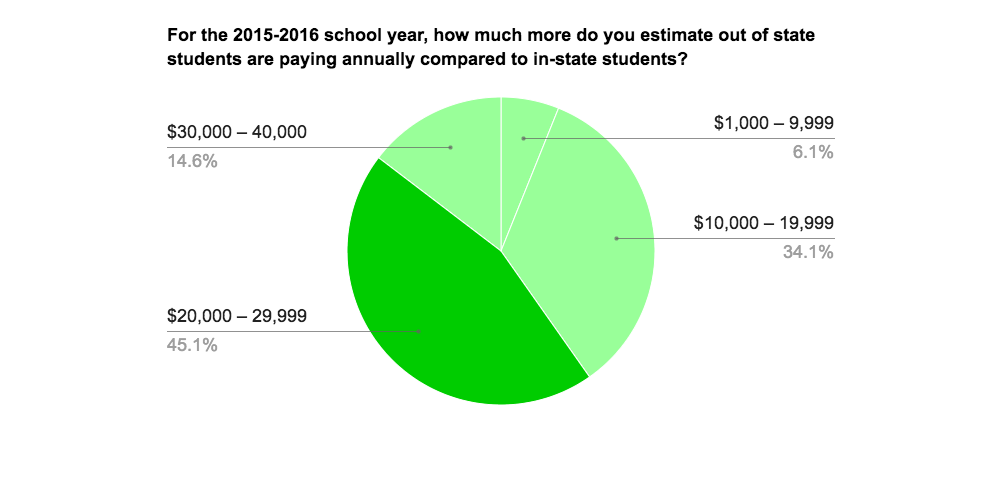 For the 2015-2016 school year, how much more do you estimate out of state
students are paying annually compared to in-state students?
$30,000 – 40,000
14.6%
$1,000 – 9,999
6.1%
$10,000 – 19,999
34.1%
$20,000 – 29,999
45.1%